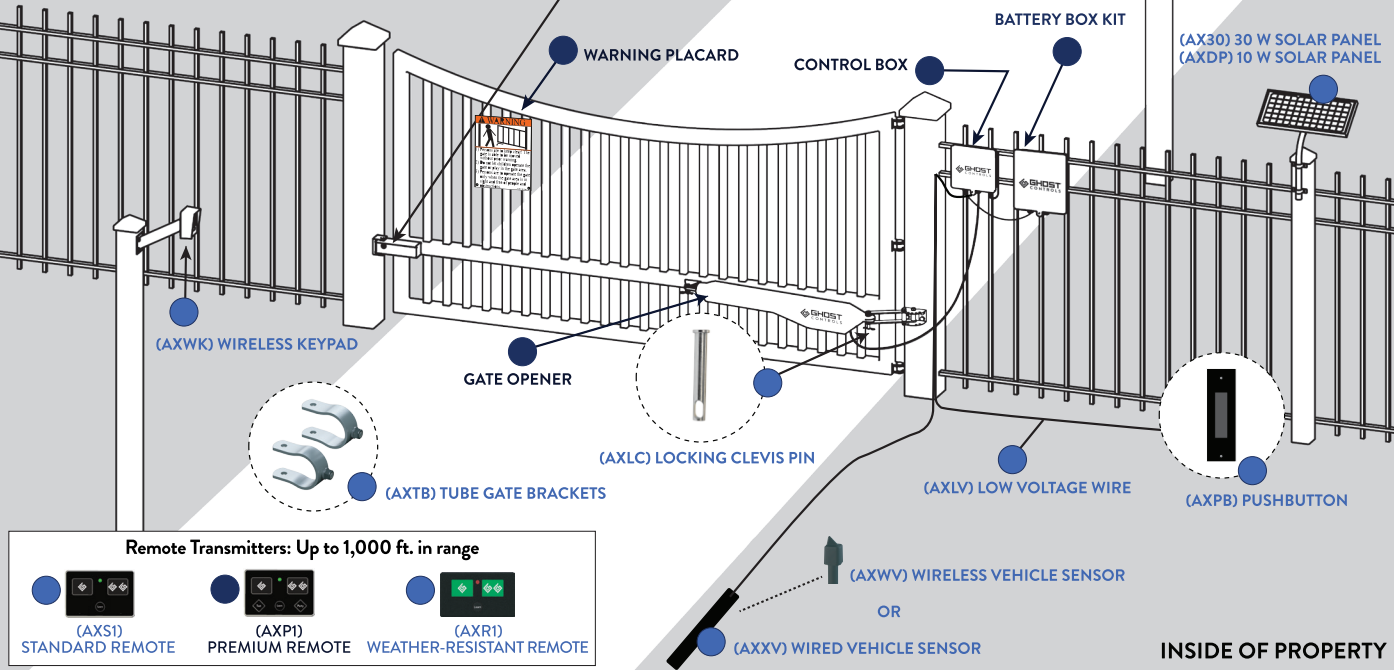 BATTERY BOX KIT
(AX30) 30 W SOLAR PANEL
(AXDP) 10 W SOLAR PANEL
WARNING PLACARD
CONTROL BOX
WARNING
GHOST
CONTROLS
GHOST
CONTROLS
GHOST
CONTROLS
(AXWK) WIRELESS KEYPAD
GATE OPENER
(AXLC) LOCKING CLEVIS PIN
(AXTB) TUBE GATE BRACKETS
(AXLV) LOW VOLTAGE WIRE
(AXPB) PUSHBUTTON
Remote Transmitters: Up to 1,000 ft. in range
(AXS1)
STANDARD REMOTE
(AXP1)
PREMIUM REMOTE
(AXR1)
WEATHER-RESISTANT REMOTE
(AXWV) WIRELESS VEHICLE SENSOR
OR
(AXXV) WIRED VEHICLE SENSOR
INSIDE OF PROPERTY